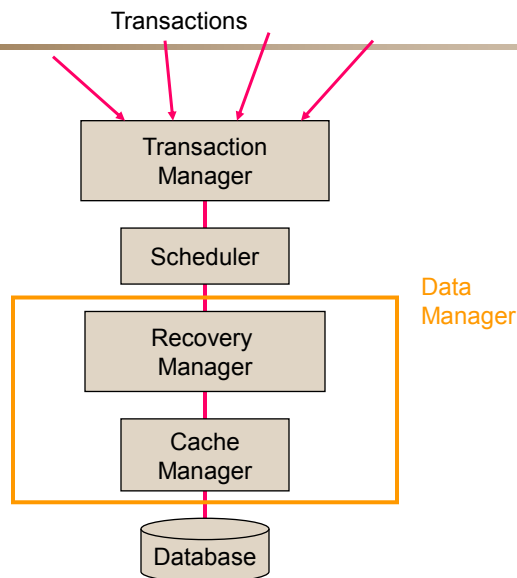 Transactions
Transaction
Manager
Scheduler
Data
Manager
Recovery
Manager
Cache
Manager
Database